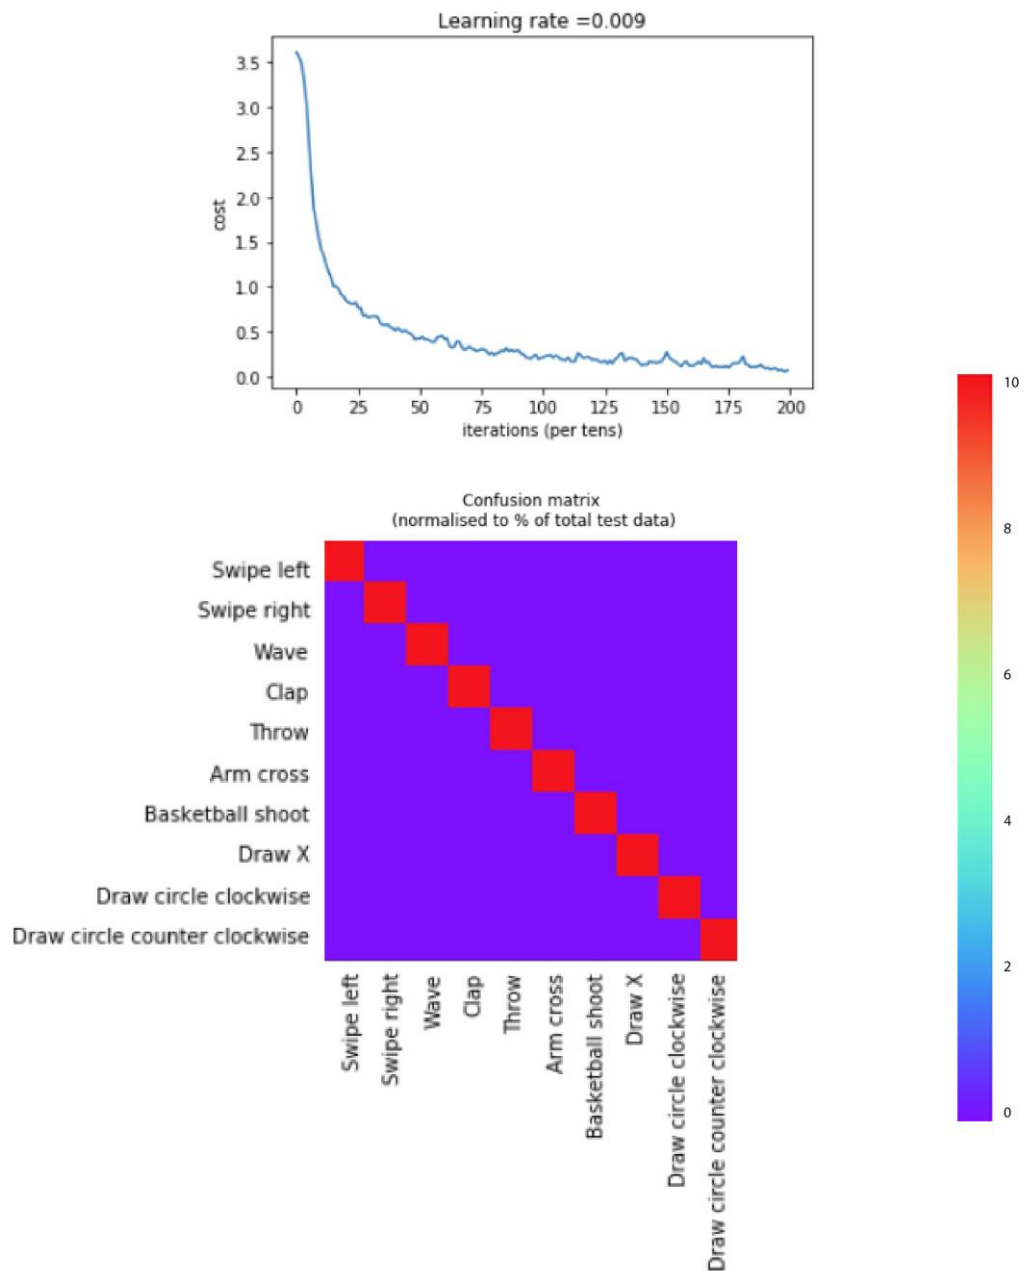 Learning rate =0.009
3.5
3.0
2.5
2.0
1.5
1.0
0.5
0.0
cost
0 25 50 75 100 125 150 175 200
iterations (per tens)
10
8
6
4
2
0
Confusion matrix
(normalised to % of total test data)
Swipe left
Swipe right
Wave
Clap
Throw
Arm cross
Basketball shoot
Draw X
Draw circle clockwise
Draw circle counter clockwise
Swipe left
Swipe right
Wave
Clap
Throw
Arm cross
Basketball shoot
Draw X
Draw circle clockwise
Draw circle counter clockwise